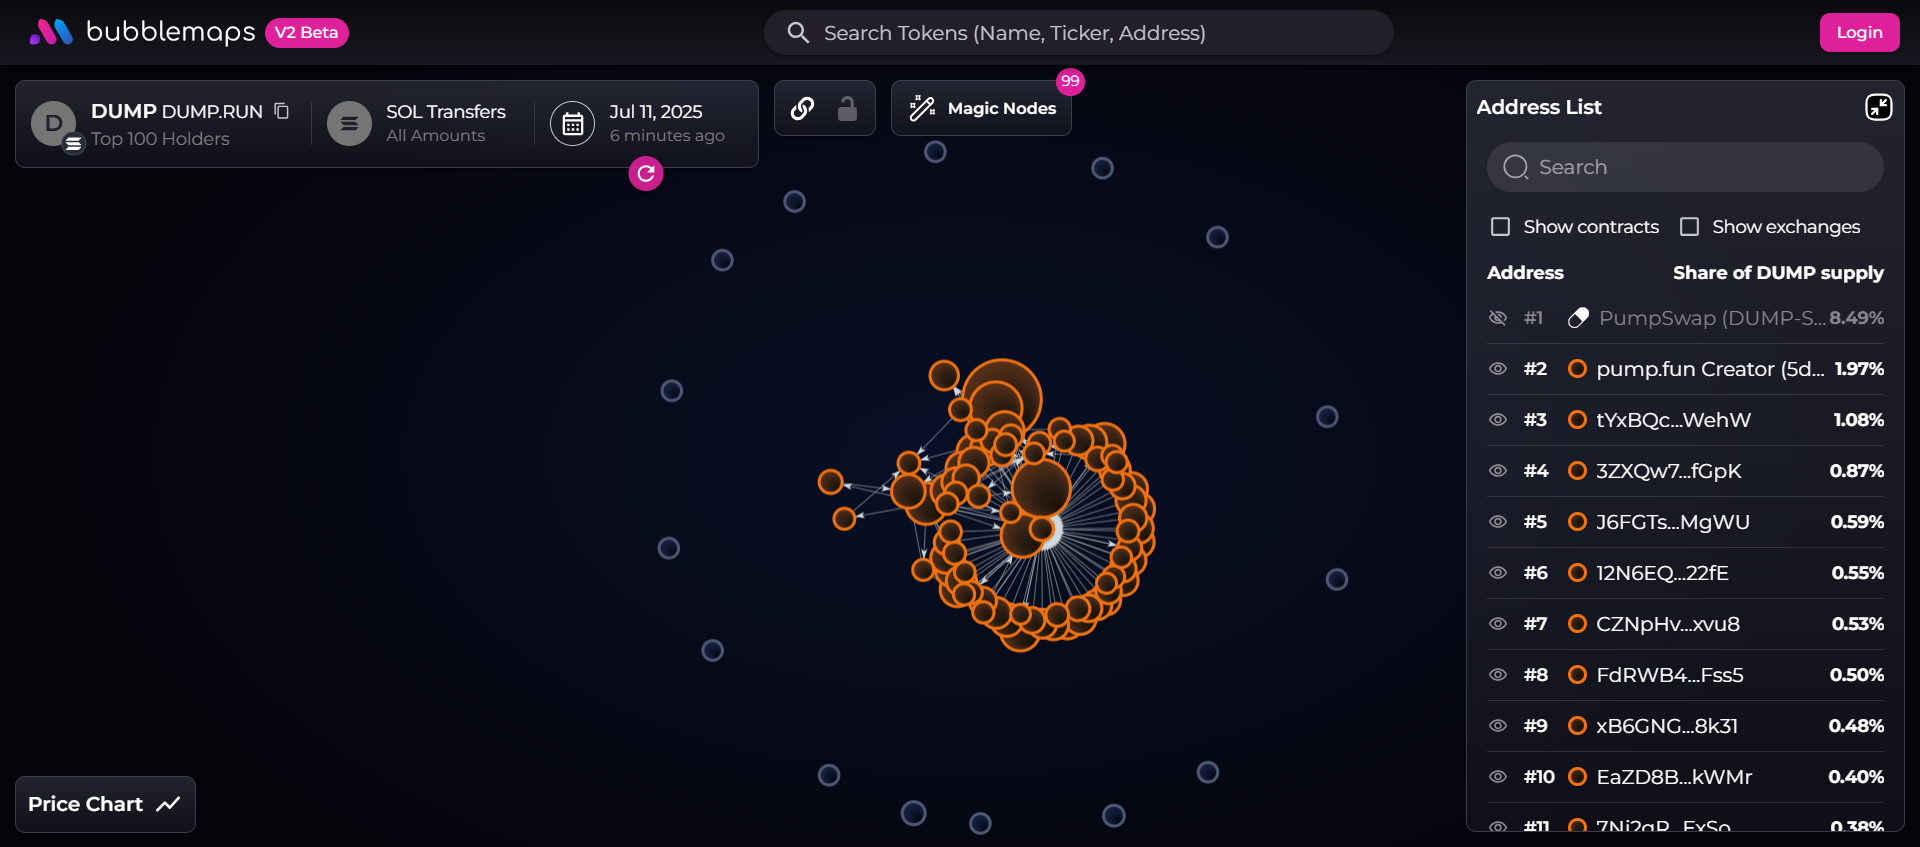 bubblemaps V2 Beta
Search Tokens (Name, Ticker, Address)
Login
D
DUMP DUMP.RUN
Top 100 Holders
SOL Transfers
All Amounts
Jul 11, 2025
6 minutes ago
Magic Nodes
99
Address List
Search
Show contracts
Show exchanges
Address Share of DUMP supply
#1 PumpSwap (DUMP-S... 8.49%
#2 pump.fun Creator (5d... 1.97%
#3 tYxBQc...WehW 1.08%
#4 3ZXQw7...fGpK 0.87%
#5 J6FGTs...MgWU 0.59%
#6 12N6EQ...22fE 0.55%
#7 CZNpHv...xvu8 0.53%
#8 FdRWB4...Fss5 0.50%
#9 xB6GNG...8k31 0.48%
#10 EaZD8B...kWMr 0.40%
#11 0.38%
Price Chart